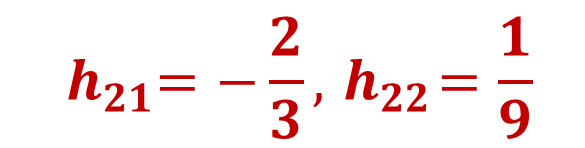 h₂₁ = −2/3, h₂₂ = 1/9